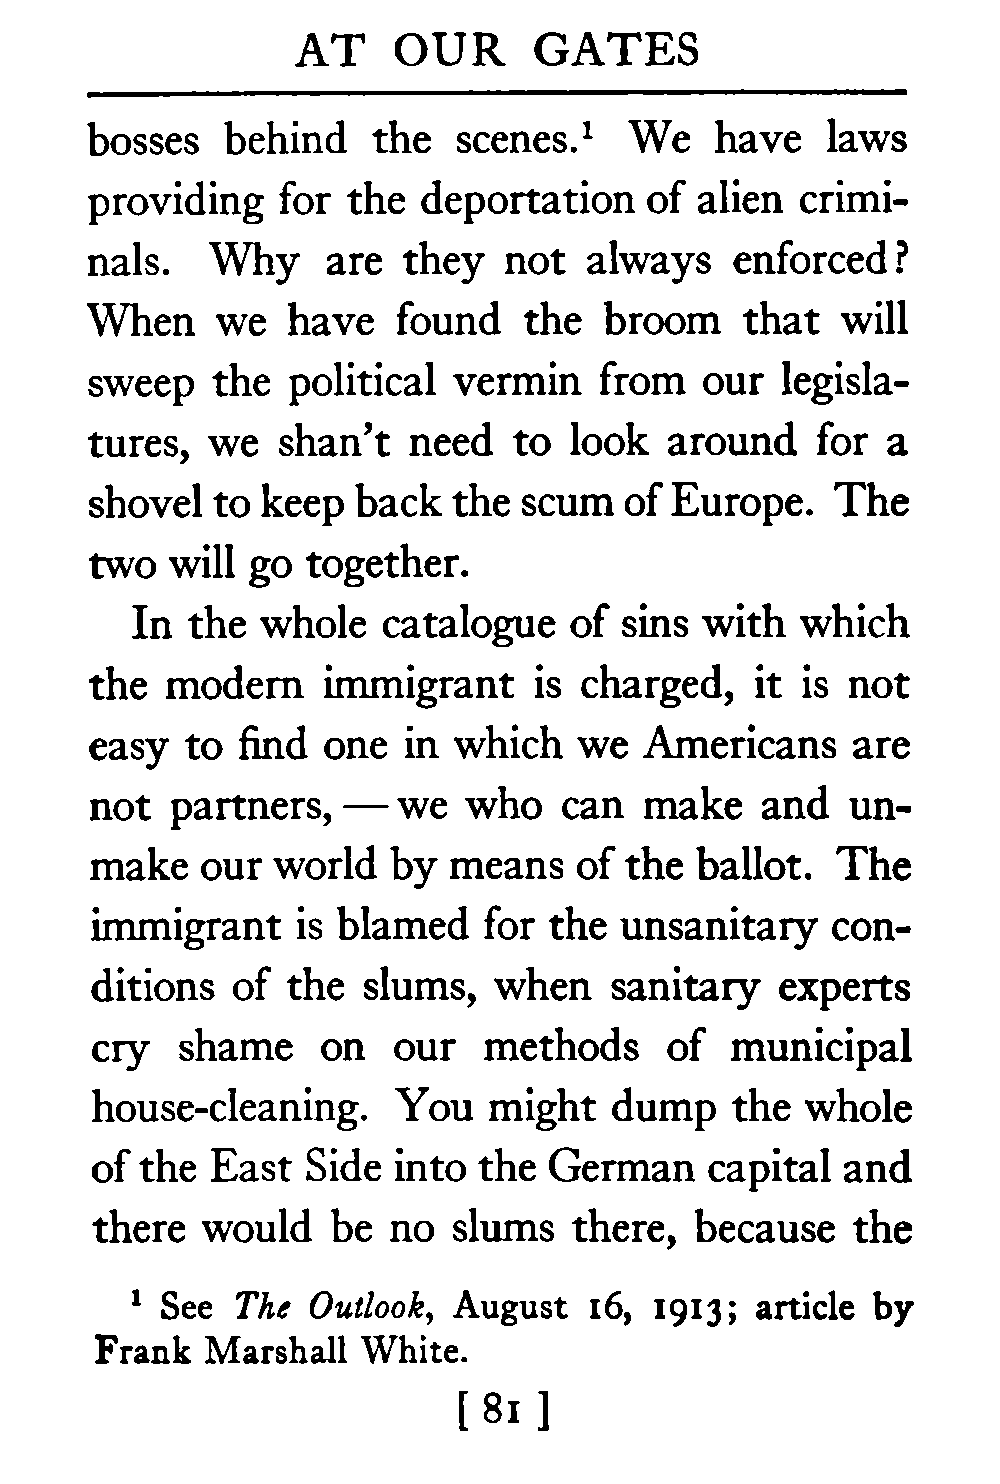 AT OUR GATES
bosses behind the scenes.¹ We have laws
providing for the deportation of alien crimi-
nals. Why are they not always enforced?
When we have found the broom that will
sweep the political vermin from our legisla-
tures, we shan't need to look around for a
shovel to keep back the scum of Europe. The
two will go together.
In the whole catalogue of sins with which
the modern immigrant is charged, it is not
easy to find one in which we Americans are
not partners, — we who can make and un-
make our world by means of the ballot. The
immigrant is blamed for the unsanitary con-
ditions of the slums, when sanitary experts
cry shame on our methods of municipal
house-cleaning. You might dump the whole
of the East Side into the German capital and
there would be no slums there, because the
¹ See The Outlook, August 16, 1913; article by
Frank Marshall White.
[ 81 ]